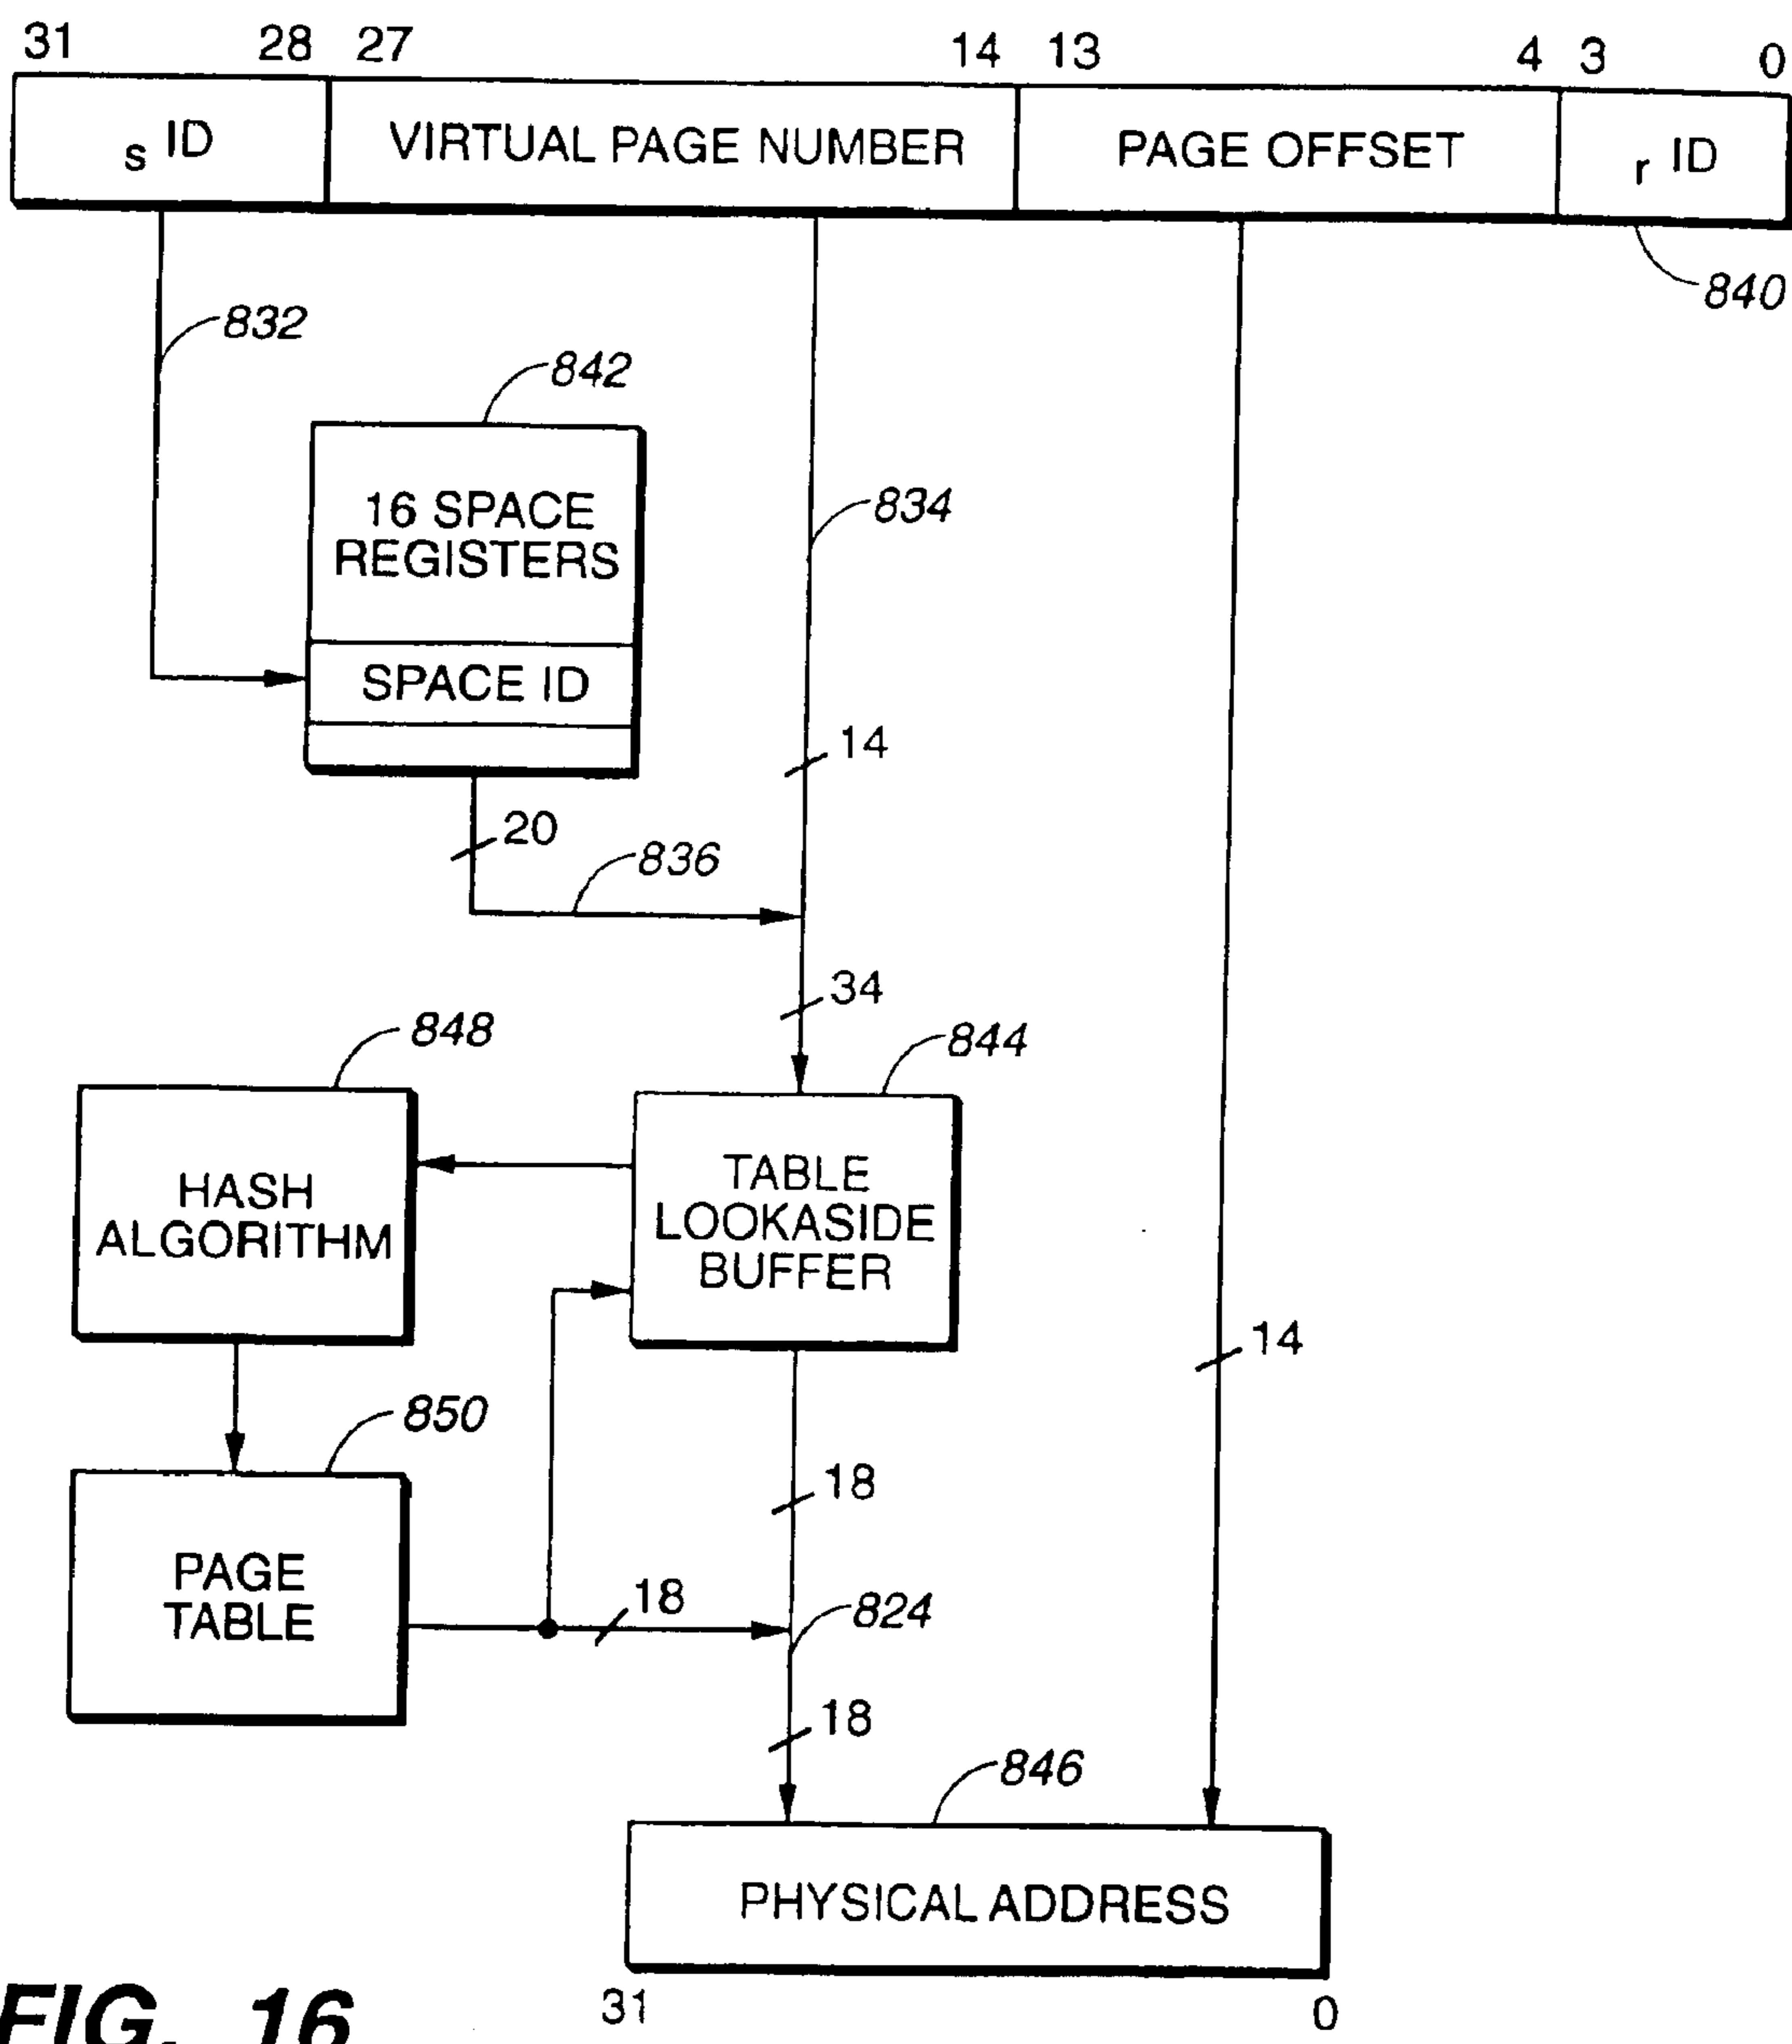 31 28 27 14 13 4 3 0
s ID VIRTUAL PAGE NUMBER PAGE OFFSET r ID
840
832
842
16 SPACE
REGISTERS
834
SPACE ID
14
20
836
34
848
844
HASH
ALGORITHM
TABLE
LOOKASIDE
BUFFER
14
850
18
PAGE
TABLE
18
824
18
846
PHYSICAL ADDRESS
31 0
FIG. 16